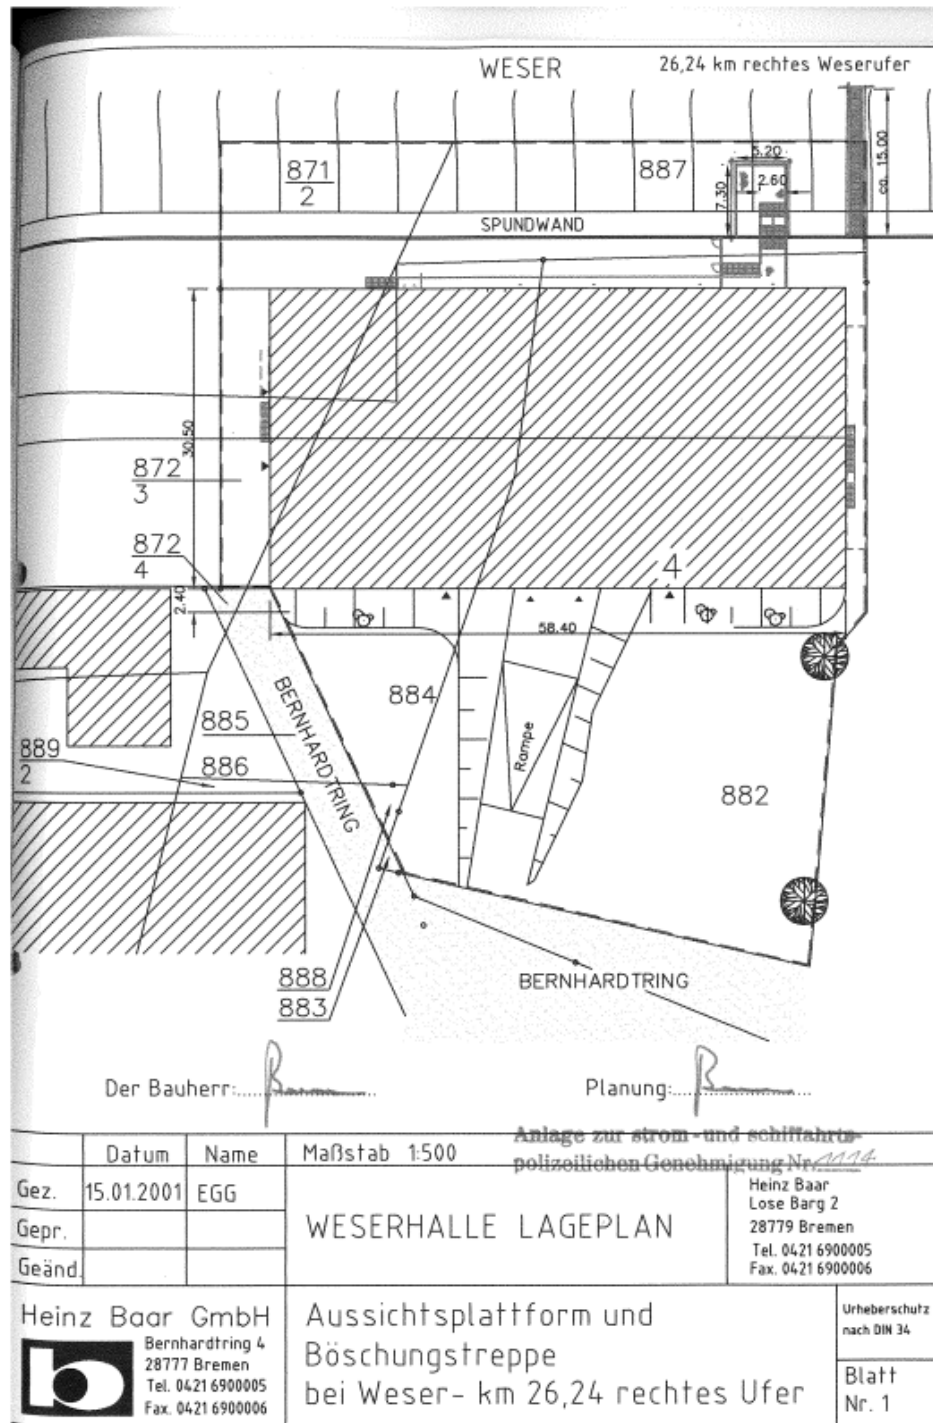 WESER
26,24 km rechtes Weserufer
871
2
887
5.20
2.60
7.30
ca. 15.00
SPUNDWAND
30.50
872
3
872
4
4
2.40
58.40
BERNHARDTRING
884
885
886
889
2
Rampe
882
888
883
BERNHARDTRING
Der Bauherr:
Planung:
Anlage zur strom-und schiffahrts-
polizeilichen Genehmigung Nr.
Datum Name
Maßstab 1:500
Gez. 15.01.2001 EGG
Gepr.
Geänd.
WESERHALLE LAGEPLAN
Heinz Baar
Lose Barg 2
28779 Bremen
Tel. 0421 6900005
Fax. 0421 6900006
Heinz Baar GmbH
b
Bernhardtring 4
28777 Bremen
Tel. 0421 6900005
Fax. 0421 6900006
Aussichtsplattform und
Böschungstreppe
bei Weser- km 26,24 rechtes Ufer
Urheberschutz
nach DIN 34
Blatt
Nr. 1